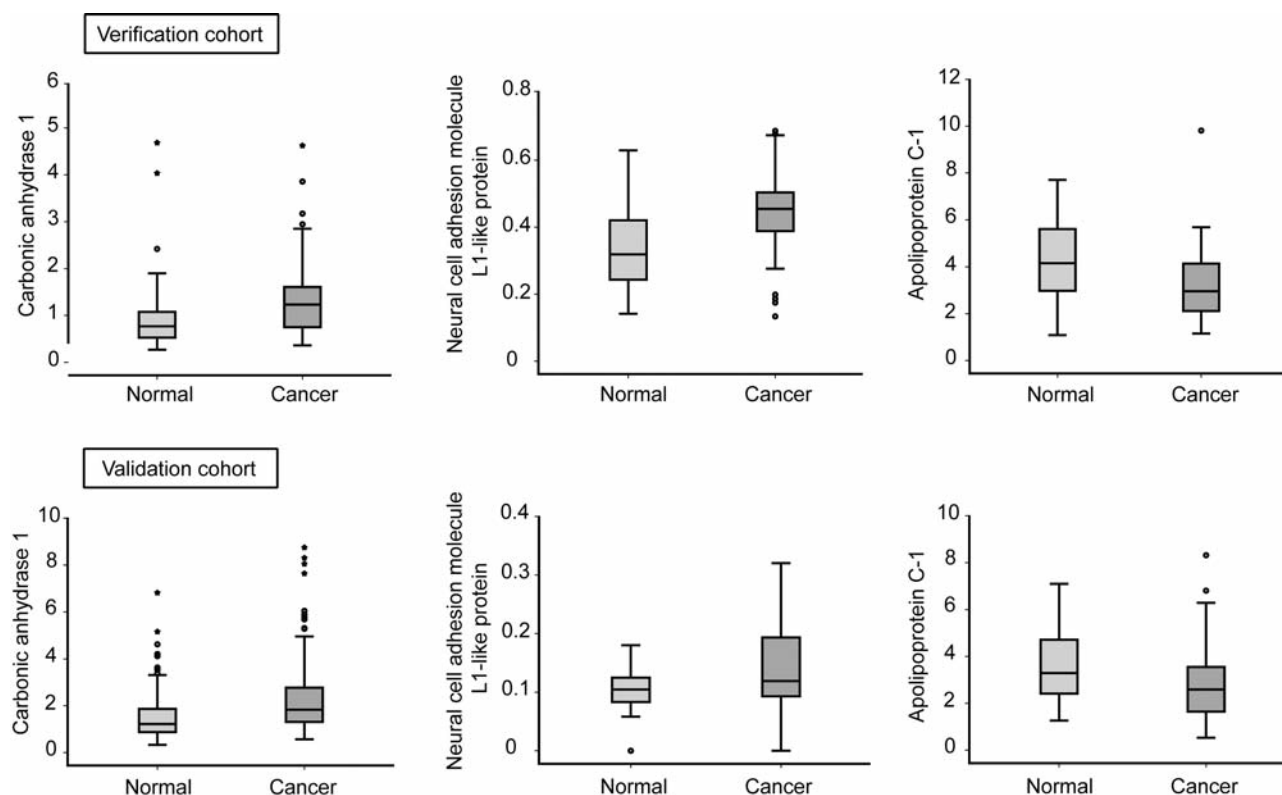 Verification cohort
Carbonic anhydrase 1
6
5
4
3
2
1
0
Normal
Cancer
Neural cell adhesion molecule
L1-like protein
0.8
0.6
0.4
0.2
0
Normal
Cancer
Apolipoprotein C-1
12
10
8
6
4
2
0
Normal
Cancer
Validation cohort
Carbonic anhydrase 1
10
8
6
4
2
0
Normal
Cancer
Neural cell adhesion molecule
L1-like protein
0.4
0.3
0.2
0.1
0
Normal
Cancer
Apolipoprotein C-1
10
8
6
4
2
0
Normal
Cancer